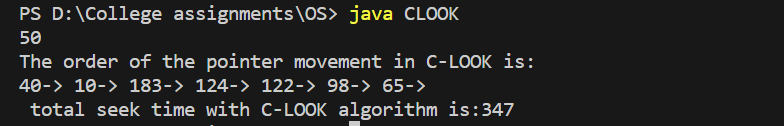 PS D:\College assignments\OS> java CLOOK
50
The order of the pointer movement in C-LOOK is:
40-> 10-> 183-> 124-> 122-> 98-> 65->
 total seek time with C-LOOK algorithm is:347